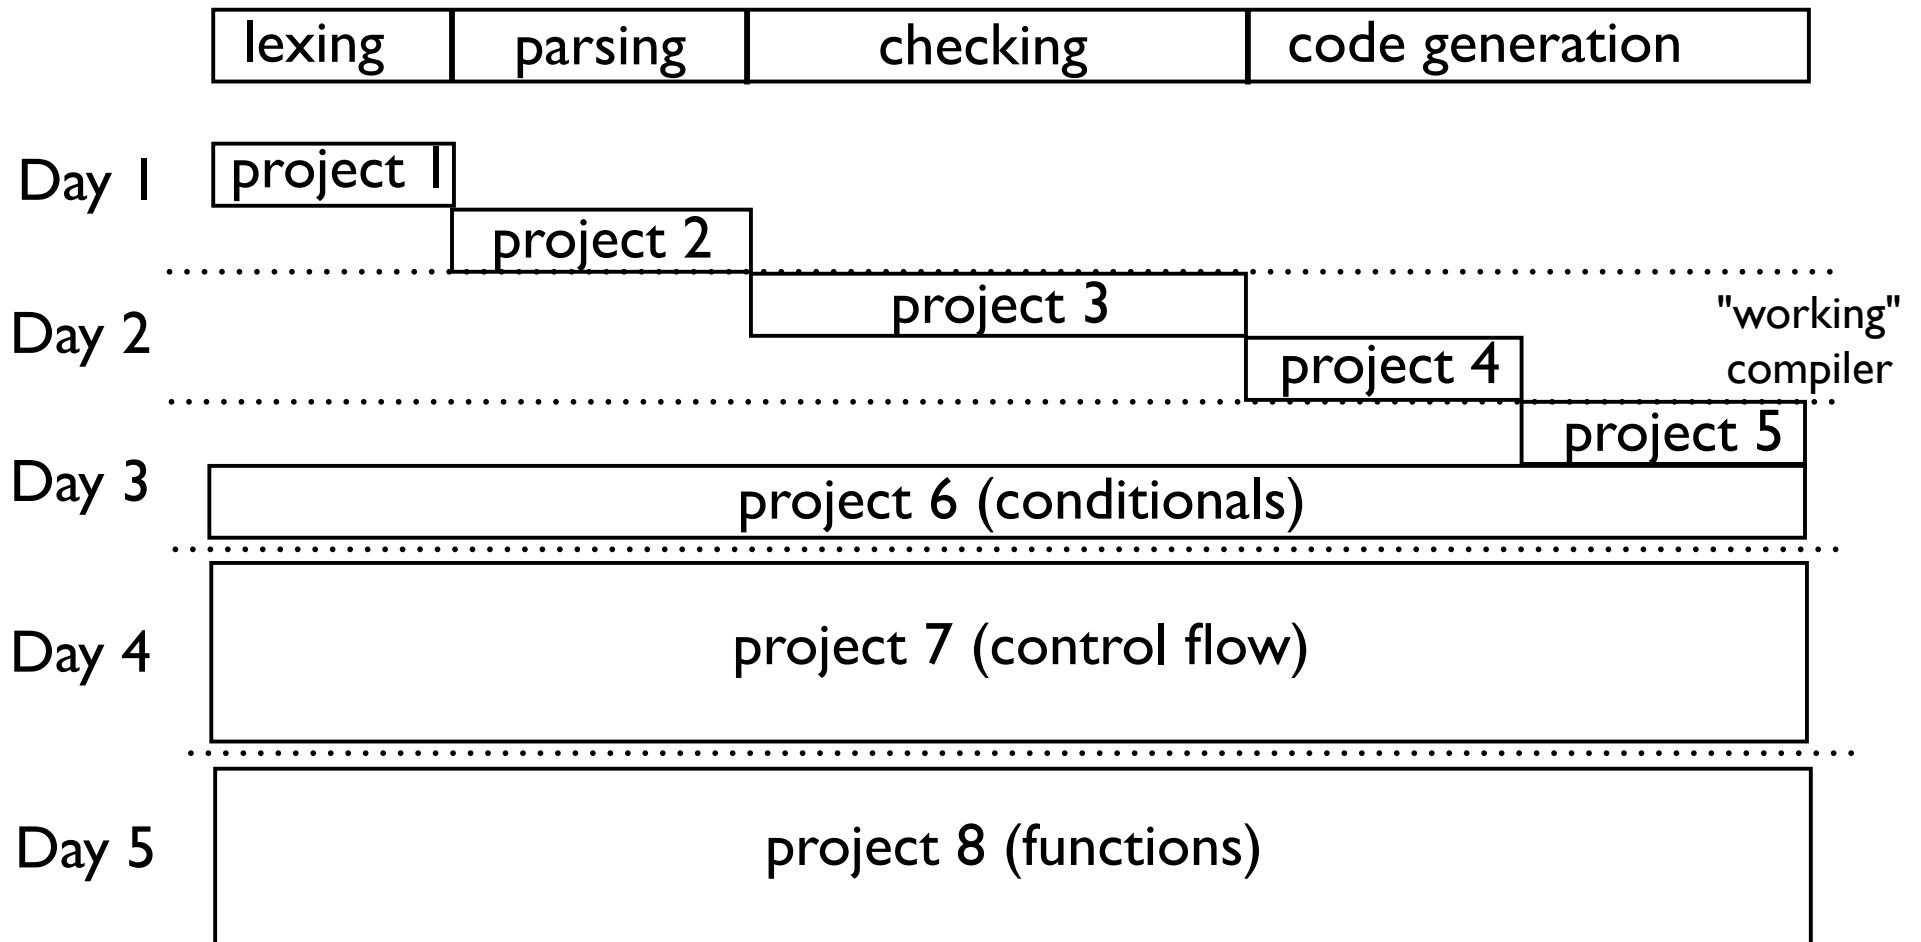 lexing
parsing
checking
code generation
Day 1
project 1
project 2
Day 2
project 3
"working"
compiler
project 4
Day 3
project 5
project 6 (conditionals)
Day 4
project 7 (control flow)
Day 5
project 8 (functions)